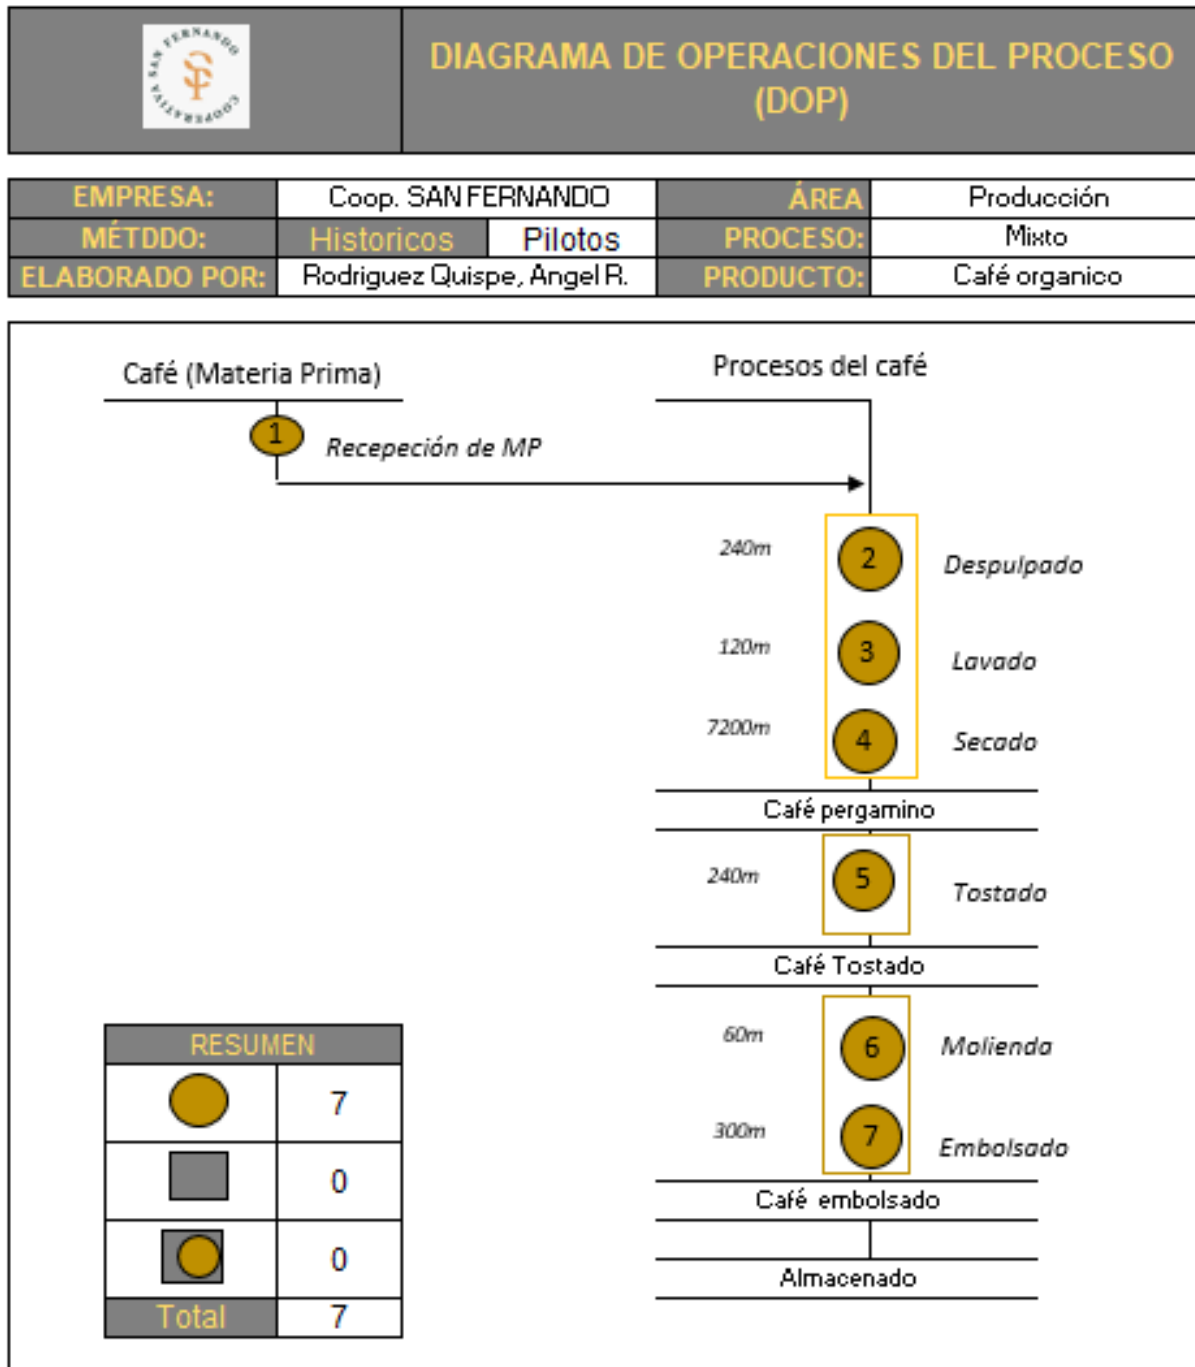 SAN FERNANDO
COOPERATIVA
DIAGRAMA DE OPERACIONES DEL PROCESO
(DOP)
EMPRESA: Coop. SAN FERNANDO ÁREA Producción
MÉTDDO: Historicos Pilotos PROCESO: Mixto
ELABORADO POR: Rodriguez Quispe, Angel R. PRODUCTO: Café organico
Café (Materia Prima) Procesos del café
1 Recepeción de MP
240m 2 Despulpado
120m 3 Lavado
7200m 4 Secado
Café pergamino
240m 5 Tostado
Café Tostado
60m 6 Molienda
300m 7 Embolsado
Café embolsado
Almacenado
RESUMEN
7
0
0
Total 7